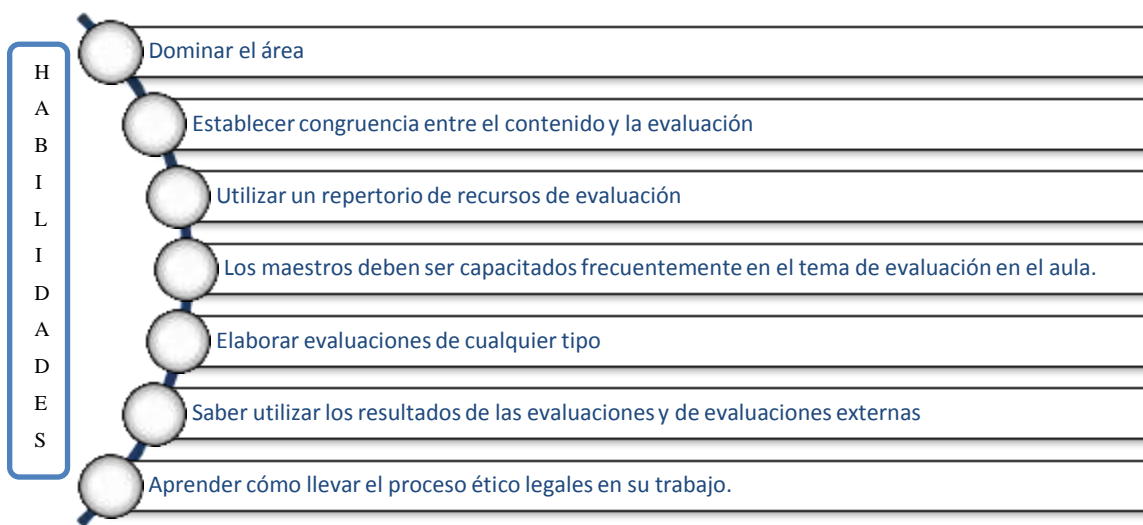 HABILIDADES
Dominar el área
Establecer congruencia entre el contenido y la evaluación
Utilizar un repertorio de recursos de evaluación
Los maestros deben ser capacitados frecuentemente en el tema de evaluación en el aula.
Elaborar evaluaciones de cualquier tipo
Saber utilizar los resultados de las evaluaciones y de evaluaciones externas
Aprender cómo llevar el proceso ético legales en su trabajo.